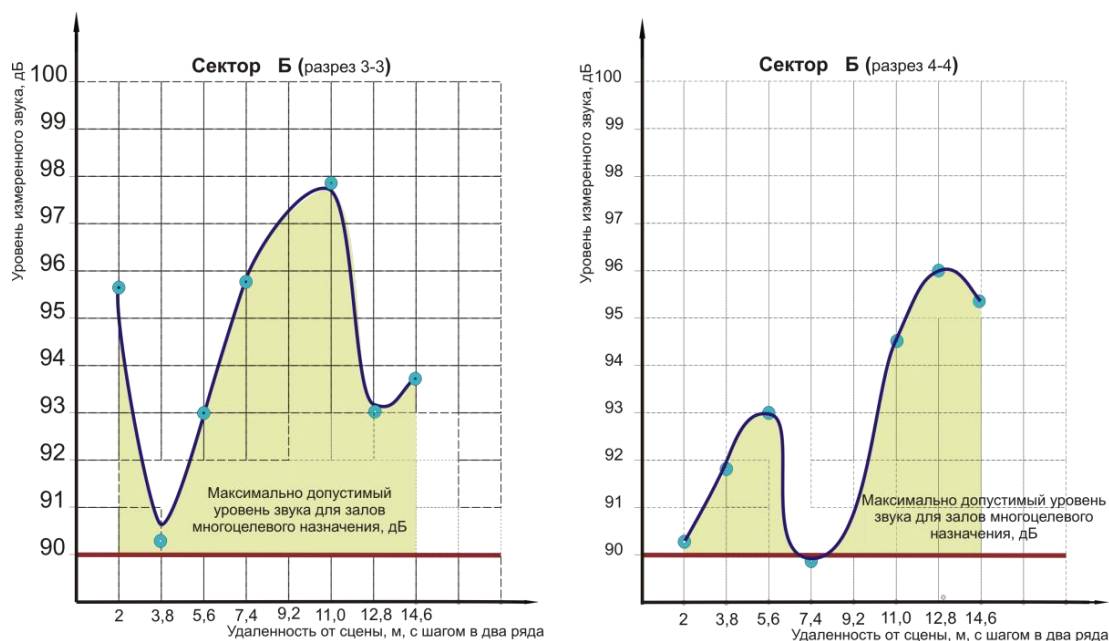 Сектор Б (разрез 3-3)
Уровень измеренного звука, дБ
100
99
98
97
96
95
94
93
92
91
90
Максимально допустимый
уровень звука для залов
многоцелевого назначения, дБ
2 3,8 5,6 7,4 9,2 11,0 12,8 14,6
Удаленность от сцены, м, с шагом в два ряда
Сектор Б (разрез 4-4)
Уровень измеренного звука, дБ
100
99
98
97
96
95
94
93
92
91
90
Максимально допустимый уровень
звука для залов многоцелевого
назначения, дБ
2 3,8 5,6 7,4 9,2 11,0 12,8 14,6
Удаленность от сцены, м, с шагом в два ряда